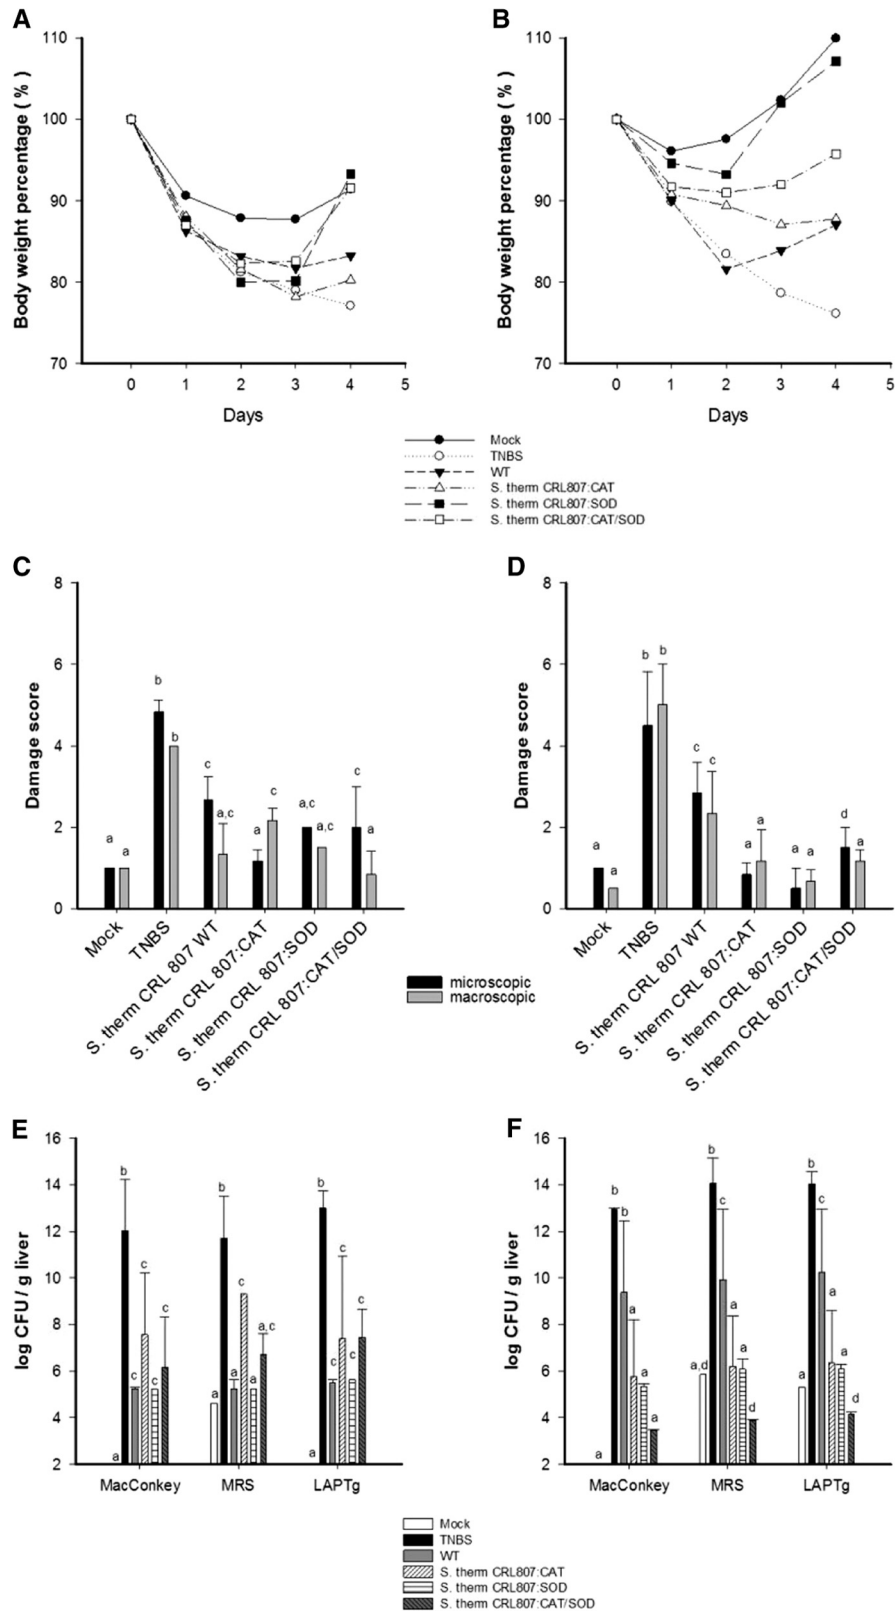 A
B
110
100
90
80
70
Body weight percentage ( % )
0 1 2 3 4 5
Days
110
100
90
80
70
Body weight percentage ( % )
0 1 2 3 4 5
Days
Mock
TNBS
WT
S. therm CRL807:CAT
S. therm CRL807:SOD
S. therm CRL807:CAT/SOD
C
D
8
6
4
2
0
Damage score
a a b b c a,c a c a,c a,c c a
Mock
TNBS
S. therm CRL 807 WT
S. therm CRL 807:CAT
S. therm CRL 807:SOD
S. therm CRL 807:CAT/SOD
8
6
4
2
0
Damage score
a a b b c c a a a a d a
Mock
TNBS
S. therm CRL 807 WT
S. therm CRL 807:CAT
S. therm CRL 807:SOD
S. therm CRL 807:CAT/SOD
microscopic
macroscopic
E
F
16
14
12
10
8
6
4
2
log CFU / g liver
a b c c c c
a b a c a a,c
a b c c c c
MacConkey MRS LAPTg
16
14
12
10
8
6
4
2
log CFU / g liver
a b b a a a
a,d b c a a d
a b c a a d
MacConkey MRS LAPTg
Mock
TNBS
WT
S. therm CRL807:CAT
S. therm CRL807:SOD
S. therm CRL807:CAT/SOD